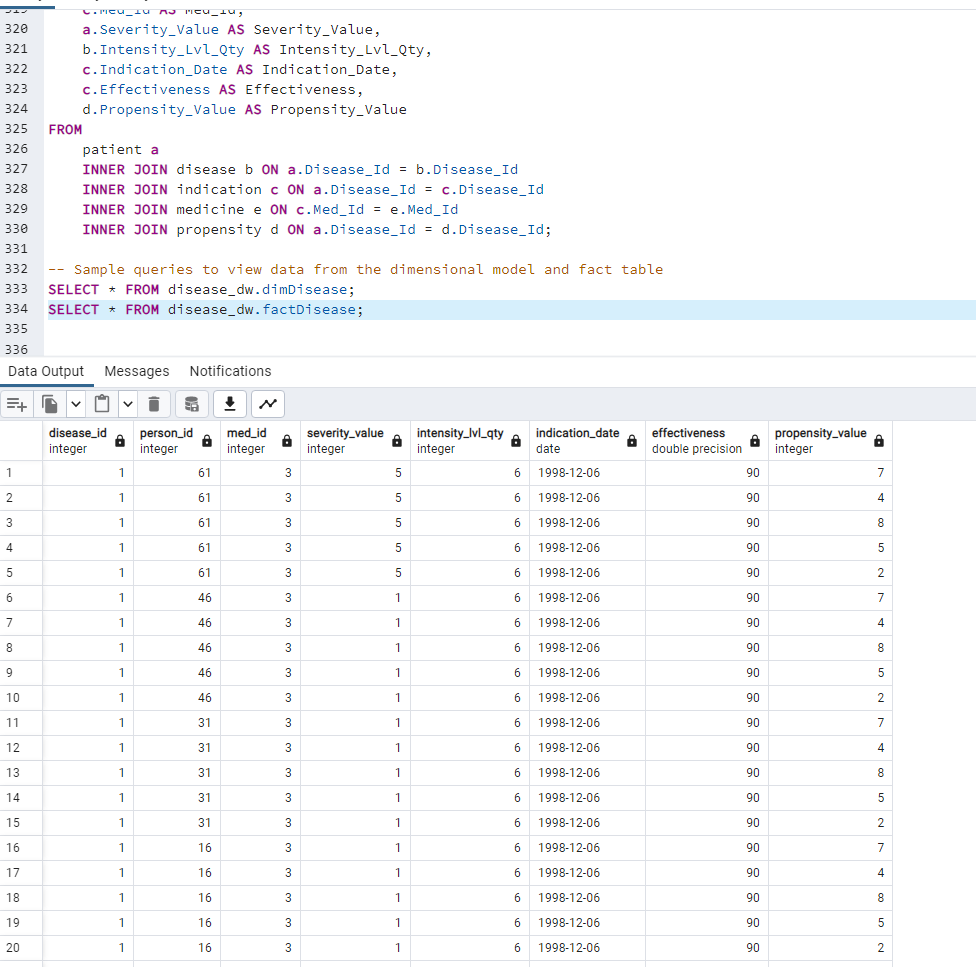 319 c.Med_Id AS Med_Id,
320 a.Severity_Value AS Severity_Value,
321 b.Intensity_Lvl_Qty AS Intensity_Lvl_Qty,
322 c.Indication_Date AS Indication_Date,
323 c.Effectiveness AS Effectiveness,
324 d.Propensity_Value AS Propensity_Value
325 FROM
326 patient a
327 INNER JOIN disease b ON a.Disease_Id = b.Disease_Id
328 INNER JOIN indication c ON a.Disease_Id = c.Disease_Id
329 INNER JOIN medicine e ON c.Med_Id = e.Med_Id
330 INNER JOIN propensity d ON a.Disease_Id = d.Disease_Id;
331
332 -- Sample queries to view data from the dimensional model and fact table
333 SELECT * FROM disease_dw.dimDisease;
334 SELECT * FROM disease_dw.factDisease;
335
336
Data Output Messages Notifications
disease_id person_id med_id severity_value intensity_lvl_qty indication_date effectiveness propensity_value
integer integer integer integer integer date double precision integer
1 1 61 3 5 6 1998-12-06 90 7
2 1 61 3 5 6 1998-12-06 90 4
3 1 61 3 5 6 1998-12-06 90 8
4 1 61 3 5 6 1998-12-06 90 5
5 1 61 3 5 6 1998-12-06 90 2
6 1 46 3 1 6 1998-12-06 90 7
7 1 46 3 1 6 1998-12-06 90 4
8 1 46 3 1 6 1998-12-06 90 8
9 1 46 3 1 6 1998-12-06 90 5
10 1 46 3 1 6 1998-12-06 90 2
11 1 31 3 1 6 1998-12-06 90 7
12 1 31 3 1 6 1998-12-06 90 4
13 1 31 3 1 6 1998-12-06 90 8
14 1 31 3 1 6 1998-12-06 90 5
15 1 31 3 1 6 1998-12-06 90 2
16 1 16 3 1 6 1998-12-06 90 7
17 1 16 3 1 6 1998-12-06 90 4
18 1 16 3 1 6 1998-12-06 90 8
19 1 16 3 1 6 1998-12-06 90 5
20 1 16 3 1 6 1998-12-06 90 2